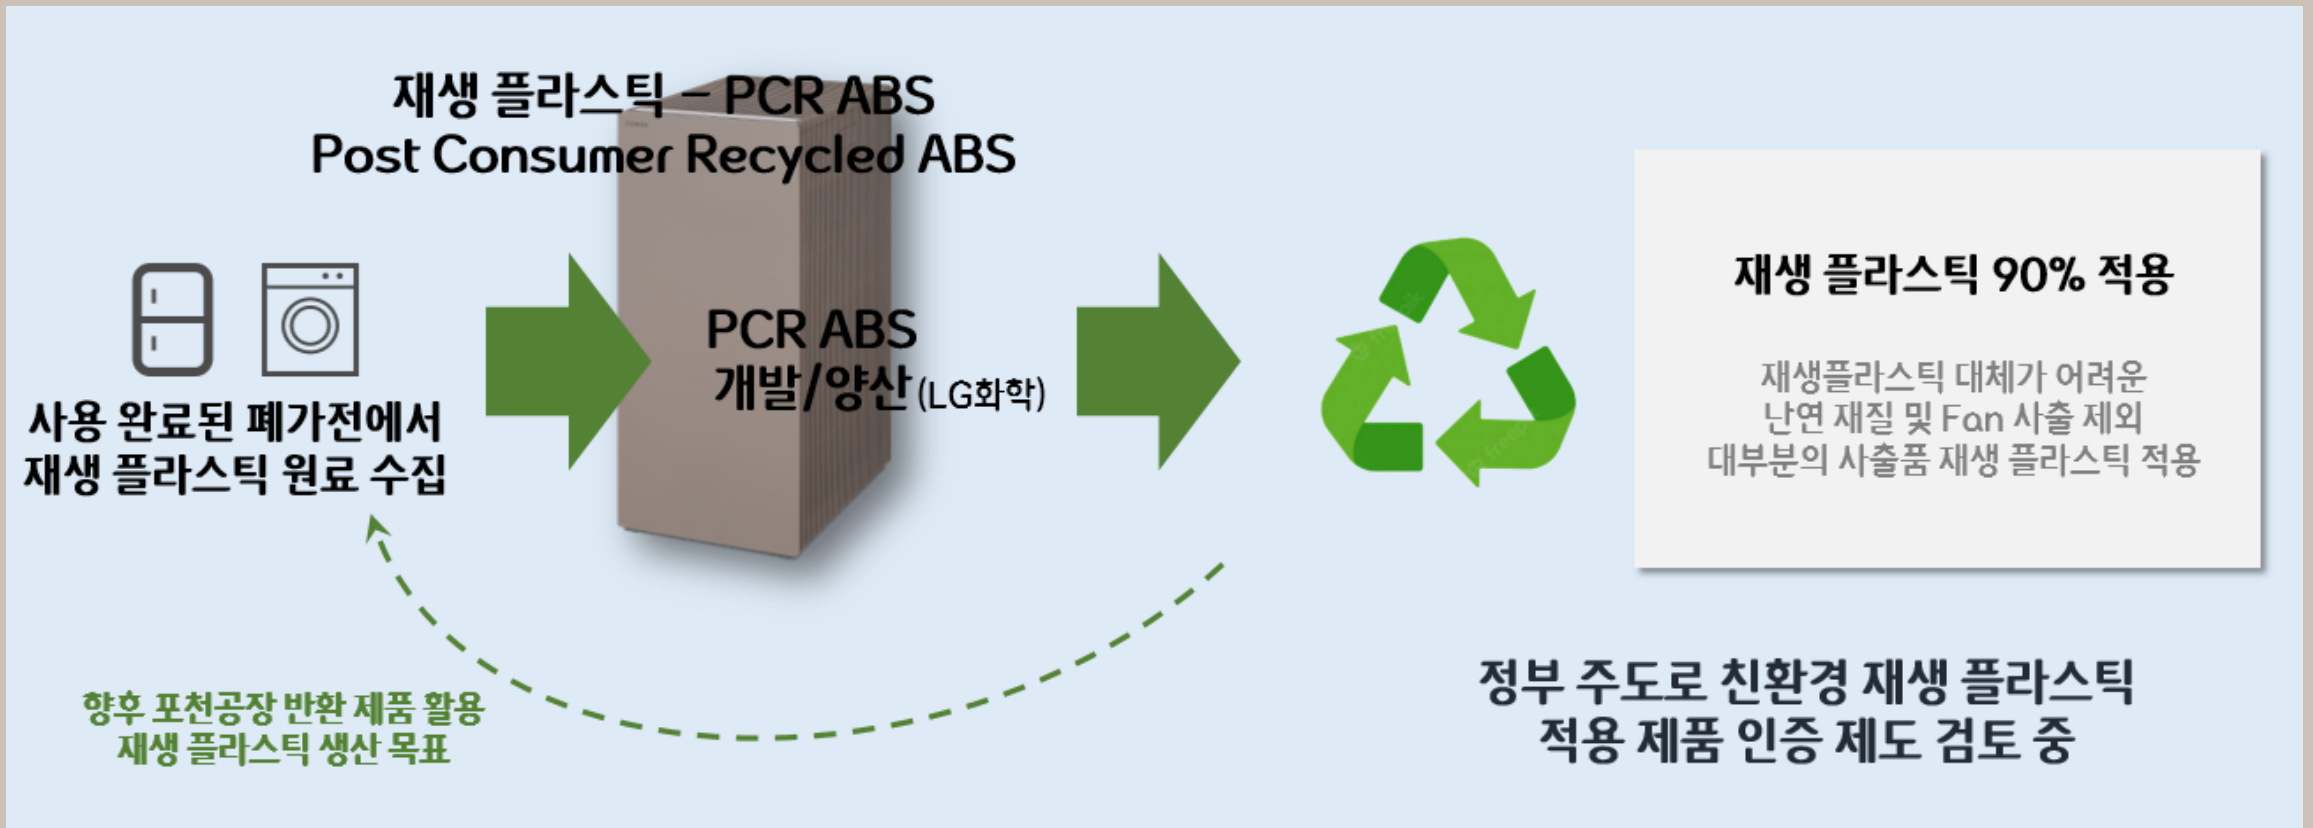 재생 플라스틱 – PCR ABS
Post Consumer Recycled ABS
사용 완료된 폐가전에서
재생 플라스틱 원료 수집
PCR ABS
개발/양산(LG화학)
재생 플라스틱 90% 적용
재생플라스틱 대체가 어려운
난연 재질 및 Fan 사출 제외
대부분의 사출품 재생 플라스틱 적용
향후 포천공장 반환 제품 활용
재생 플라스틱 생산 목표
정부 주도로 친환경 재생 플라스틱
적용 제품 인증 제도 검토 중